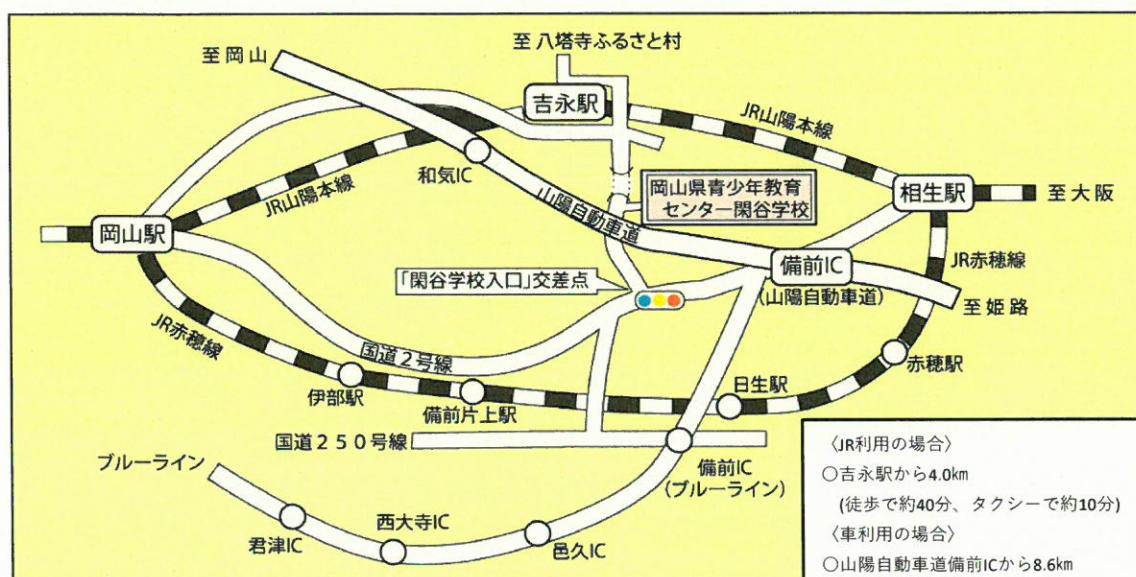 至 八塔寺ふるさと村
至 岡 山
吉永駅
JR山陽本線
和気IC
JR山陽本線
山陽自動車道
岡山県青少年教育
センター閑谷学校
相生駅
至 大 阪
岡山駅
備前IC
(山陽自動車道)
JR赤穂線
「閑谷学校入口」交差点
至 姫 路
JR赤穂線
国道２号線
赤穂駅
伊部駅
備前片上駅
日生駅
国道２５０号線
ブルーライン
備前IC
(ブルーライン)
君津IC
西大寺IC
邑久IC
〈JR利用の場合〉
○吉永駅から4.0㎞
(徒歩で約40分、タクシーで約10分)
〈車利用の場合〉
○山陽自動車道備前ICから8.6㎞